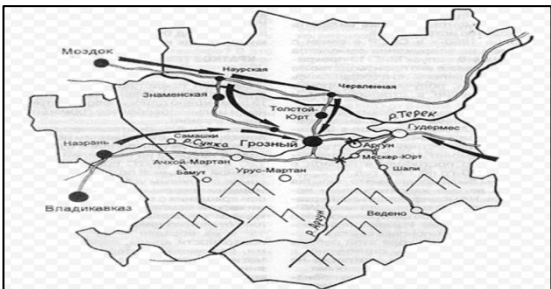 Моздок
Наурская
Червленная
Знаменская
Толстой-
Юрт
р. Терек
Гудермес
Самашки
р. Сунжа
Грозный
Аргун
Назрань
Мескер-Юрт
Ачхой-Мартан
Шали
Бамут
Урус-Мартан
Владикавказ
Ведено
р. Аргун